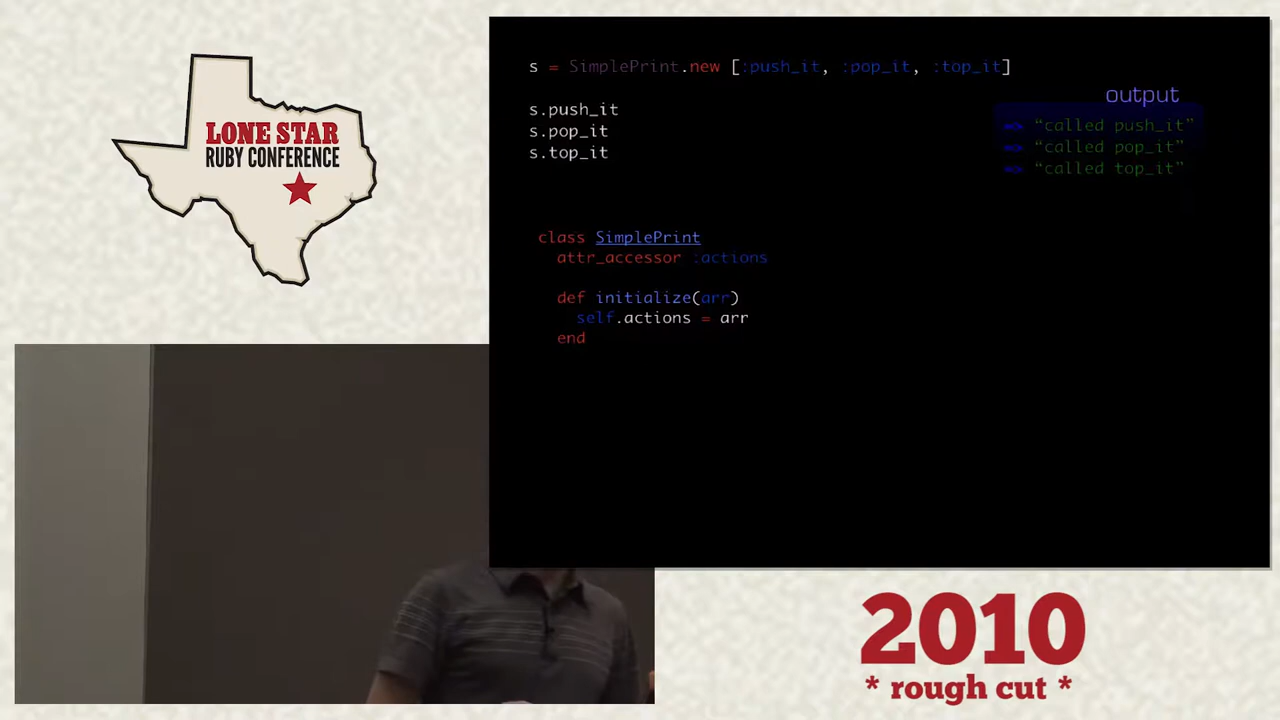 LONE STAR
RUBY CONFERENCE
s = SimplePrint.new [:push_it, :pop_it, :top_it]
s.push_it
s.pop_it
s.top_it
output
=> “called push_it”
=> “called pop_it”
=> “called top_it”
class SimplePrint
attr_accessor :actions
def initialize(arr)
self.actions = arr
end
2010
* rough cut *